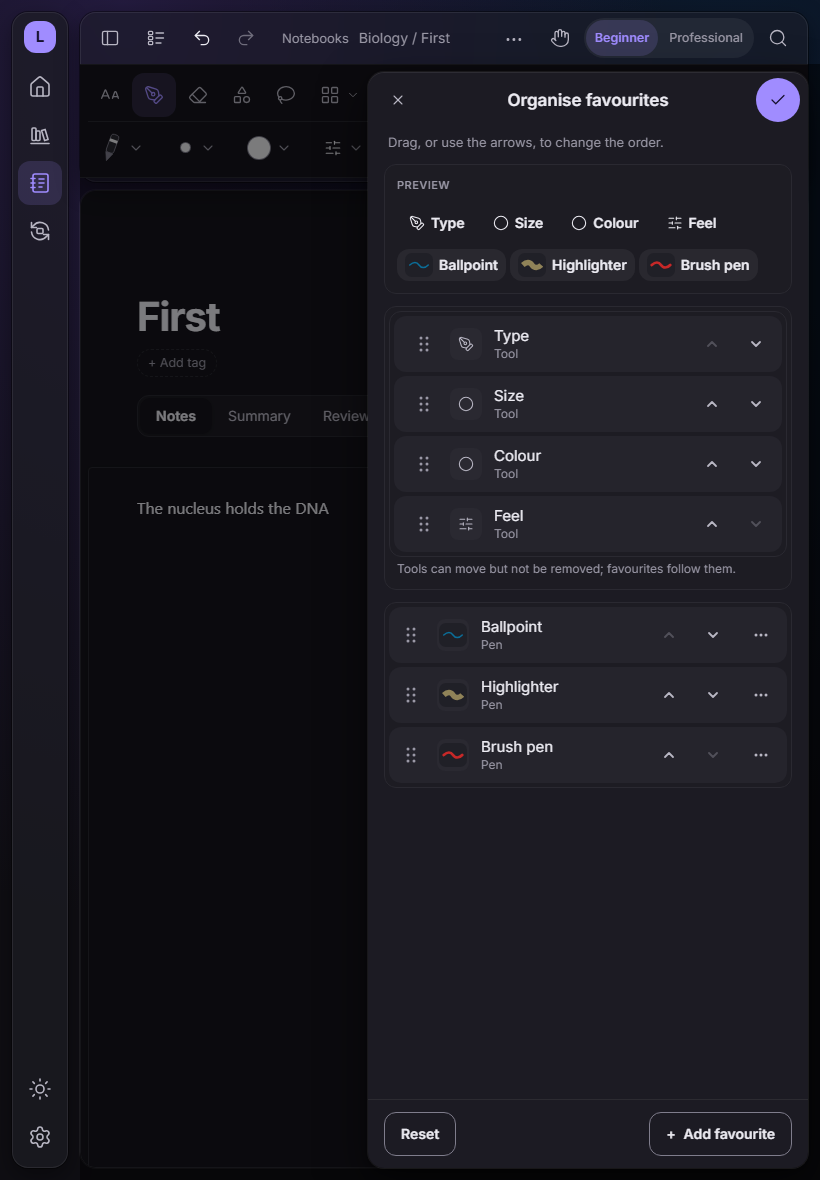 L
Notebooks Biology / First
Beginner Professional
AA
Organise favourites
Drag, or use the arrows, to change the order.
PREVIEW
Type Size Colour Feel
Ballpoint Highlighter Brush pen
First
+ Add tag
Notes Summary Review
The nucleus holds the DNA
Type
Tool
Size
Tool
Colour
Tool
Feel
Tool
Tools can move but not be removed; favourites follow them.
Ballpoint
Pen
Highlighter
Pen
Brush pen
Pen
Reset + Add favourite